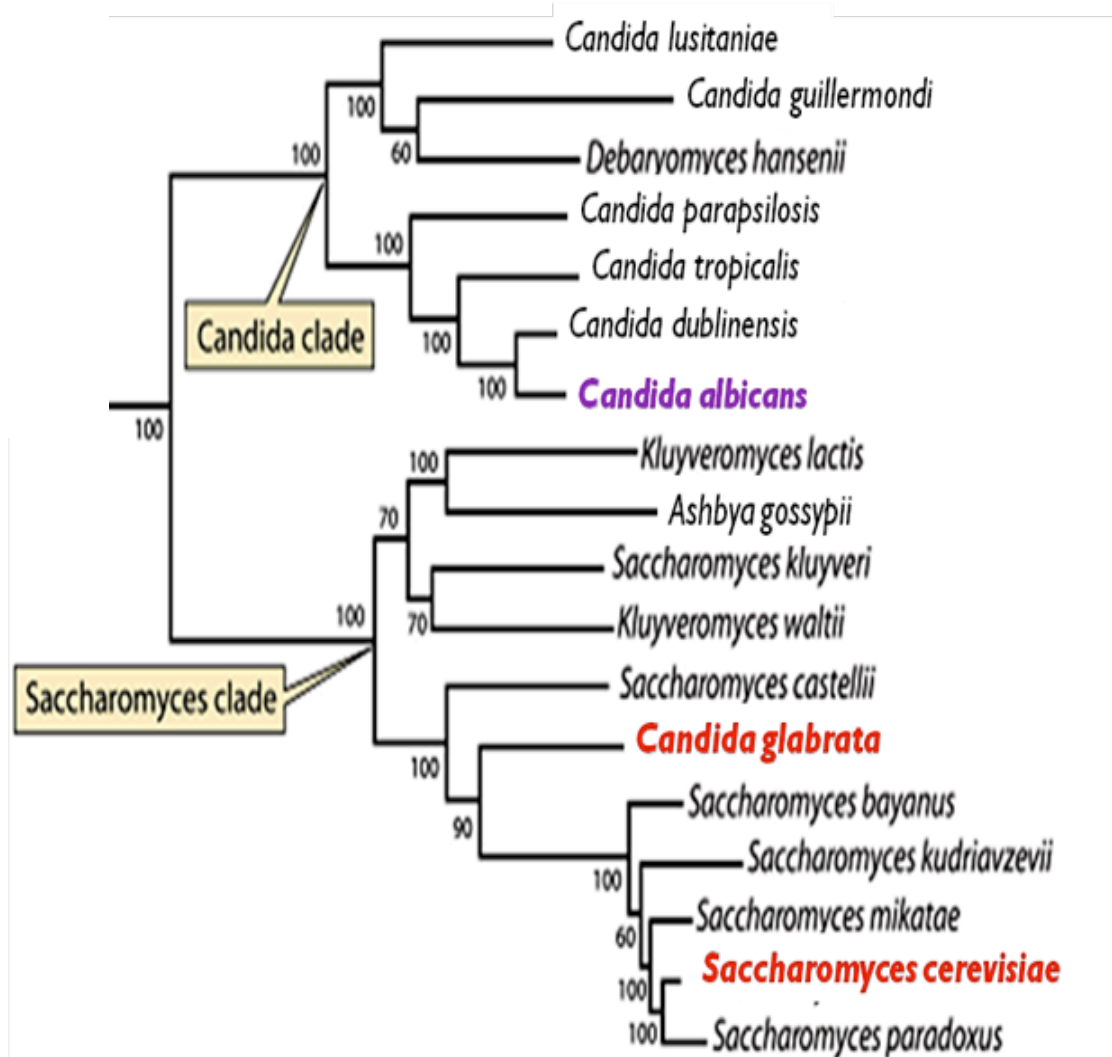 Candida lusitaniae
100
Candida guillermondi
100
60
Debaryomyces hansenii
Candida parapsilosis
100
Candida tropicalis
Candida clade
Candida dublinensis
100
100
Candida albicans
100
Kluyveromyces lactis
100
Ashbya gossypii
70
Saccharomyces kluyveri
100
70
Kluyveromyces waltii
Saccharomyces clade
Saccharomyces castellii
Candida glabrata
100
Saccharomyces bayanus
90
Saccharomyces kudriavzevii
100
Saccharomyces mikatae
60
Saccharomyces cerevisiae
100
100
Saccharomyces paradoxus